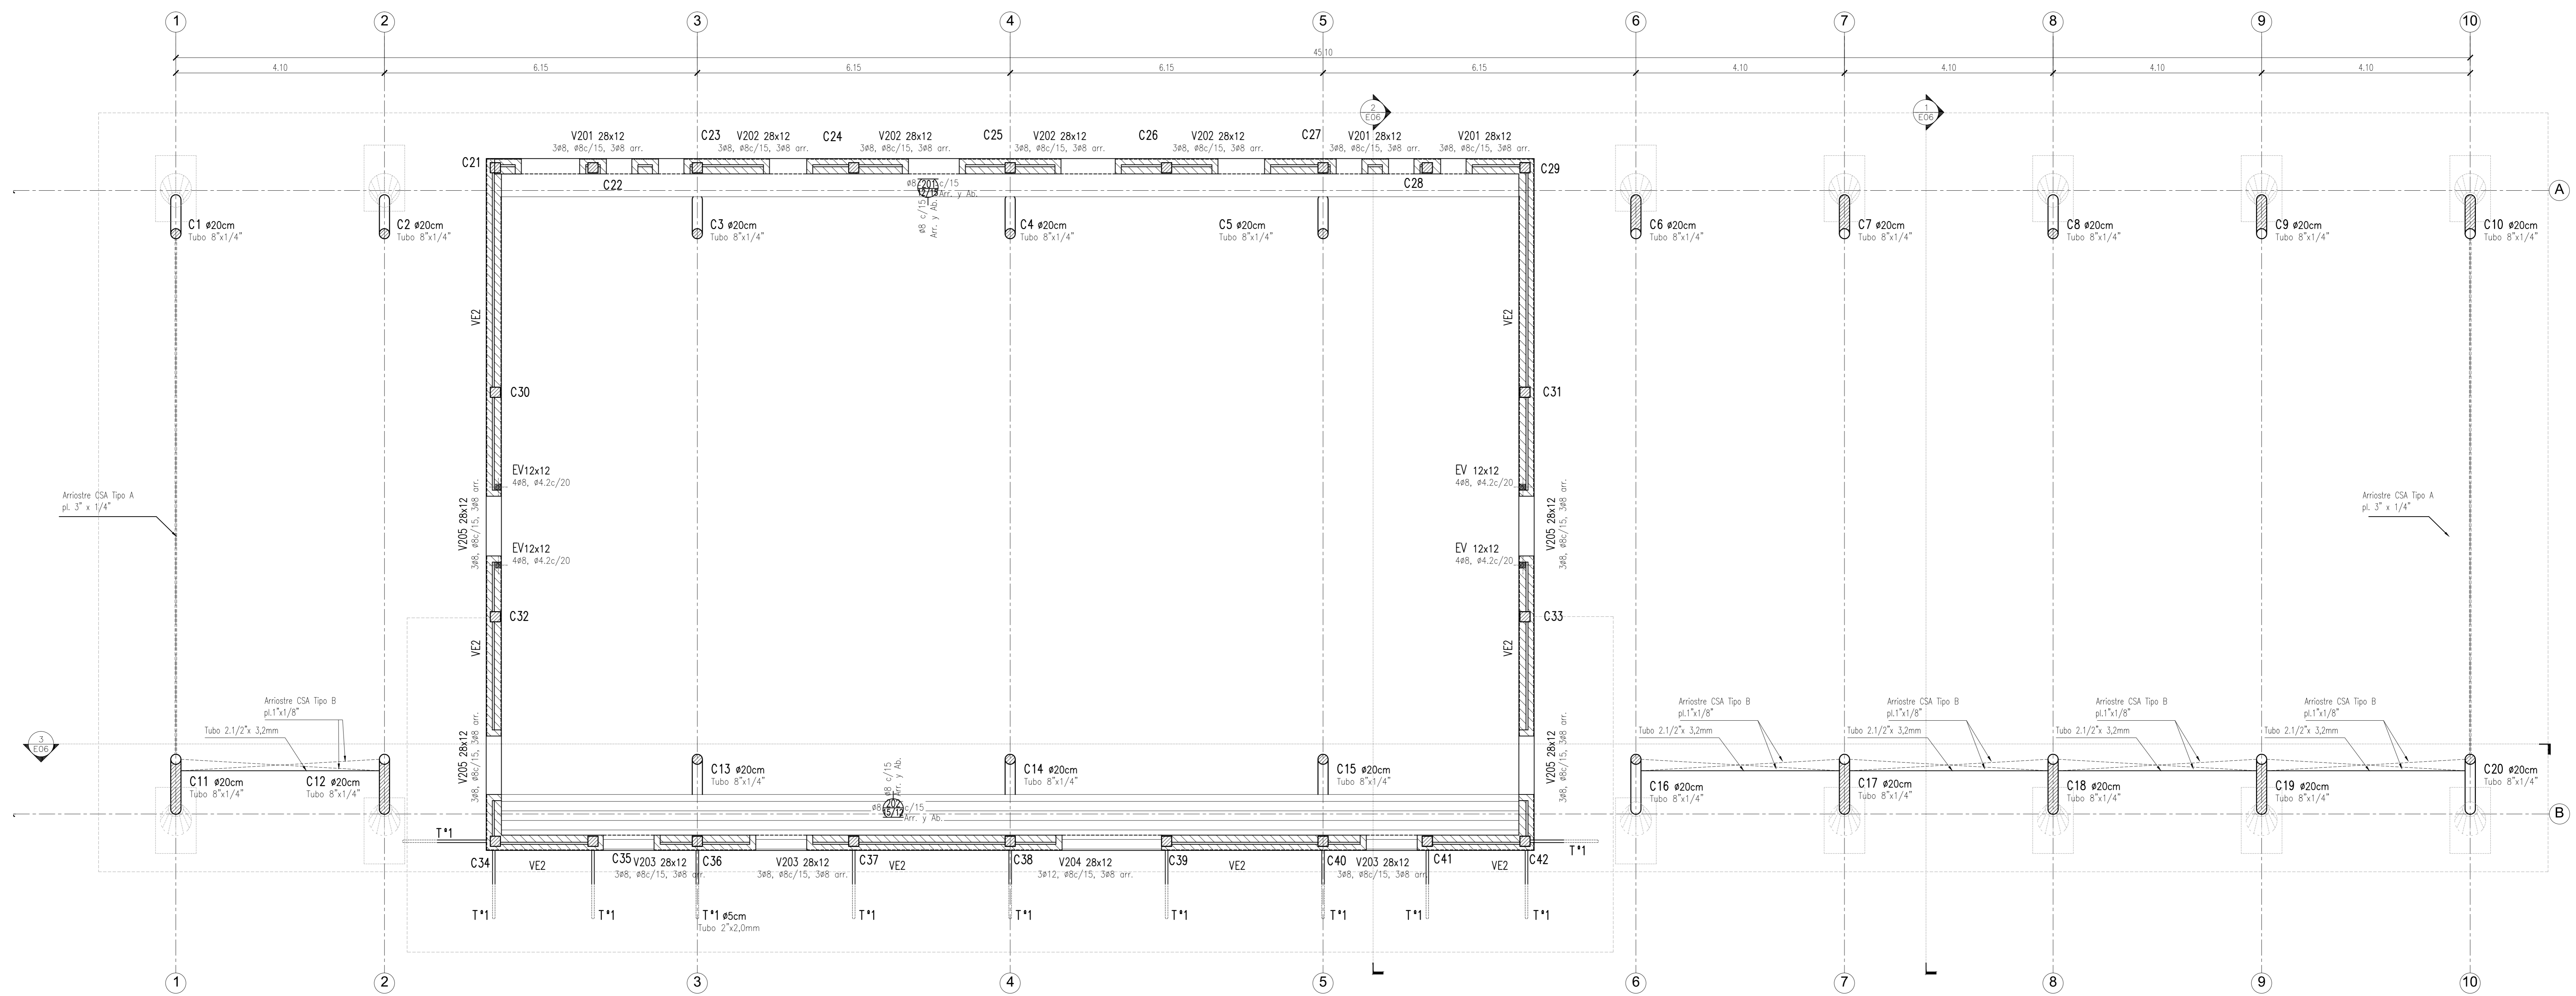 1 2 3 4 5 6 7 8 9 10
45.10
4.10 6.15 6.15 6.15 6.15 4.10 4.10 4.10 4.10
2
E06
1
E06
V201 28x12
3ø8, ø8c/15, 3ø8 arr.
C23
V202 28x12
3ø8, ø8c/15, 3ø8 arr.
C24
V202 28x12
3ø8, ø8c/15, 3ø8 arr.
C25
V202 28x12
3ø8, ø8c/15, 3ø8 arr.
C26
V202 28x12
3ø8, ø8c/15, 3ø8 arr.
C27
V201 28x12
3ø8, ø8c/15, 3ø8 arr.
V201 28x12
3ø8, ø8c/15, 3ø8 arr.
C21
C22
C28
C29
A
ø8 201 c/15
Arr. y Ab.
ø8 c/15
Arr. y Ab.
C1 ø20cm
Tubo 8"x1/4"
C2 ø20cm
Tubo 8"x1/4"
C3 ø20cm
Tubo 8"x1/4"
C4 ø20cm
Tubo 8"x1/4"
C5 ø20cm
Tubo 8"x1/4"
C6 ø20cm
Tubo 8"x1/4"
C7 ø20cm
Tubo 8"x1/4"
C8 ø20cm
Tubo 8"x1/4"
C9 ø20cm
Tubo 8"x1/4"
C10 ø20cm
Tubo 8"x1/4"
VE2
VE2
C30
C31
EV12x12
4ø8, ø4.2c/20
EV 12x12
4ø8, ø4.2c/20
Arriostre CSA Tipo A
pl. 3" x 1/4"
Arriostre CSA Tipo A
pl. 3" x 1/4"
V205 28x12
3ø8, ø8c/15, 3ø8 arr.
V205 28x12
3ø8, ø8c/15, 3ø8 arr.
EV12x12
4ø8, ø4.2c/20
EV 12x12
4ø8, ø4.2c/20
C32
C33
VE2
VE2
3
E06
Arriostre CSA Tipo B
pl.1"x1/8"
Tubo 2.1/2"x 3,2mm
Arriostre CSA Tipo B
pl.1"x1/8"
Tubo 2.1/2"x 3,2mm
Arriostre CSA Tipo B
pl.1"x1/8"
Tubo 2.1/2"x 3,2mm
Arriostre CSA Tipo B
pl.1"x1/8"
Tubo 2.1/2"x 3,2mm
Arriostre CSA Tipo B
pl.1"x1/8"
Tubo 2.1/2"x 3,2mm
V205 28x12
3ø8, ø8c/15, 3ø8 arr.
V205 28x12
3ø8, ø8c/15, 3ø8 arr.
C11 ø20cm
Tubo 8"x1/4"
C12 ø20cm
Tubo 8"x1/4"
C13 ø20cm
Tubo 8"x1/4"
C14 ø20cm
Tubo 8"x1/4"
C15 ø20cm
Tubo 8"x1/4"
C16 ø20cm
Tubo 8"x1/4"
C17 ø20cm
Tubo 8"x1/4"
C18 ø20cm
Tubo 8"x1/4"
C19 ø20cm
Tubo 8"x1/4"
C20 ø20cm
Tubo 8"x1/4"
ø8 c/15
Arr. y Ab.
ø8 202 c/15
Arr. y Ab.
B
T°1
T°1
C34
VE2
C35
V203 28x12
3ø8, ø8c/15, 3ø8 arr.
C36
V203 28x12
3ø8, ø8c/15, 3ø8 arr.
C37
VE2
C38
V204 28x12
3ø12, ø8c/15, 3ø8 arr.
C39
VE2
C40
V203 28x12
3ø8, ø8c/15, 3ø8 arr.
C41
VE2
C42
T°1
T°1
T°1 ø5cm
Tubo 2"x2,0mm
T°1
T°1
T°1
T°1
T°1
T°1
1 2 3 4 5 6 7 8 9 10